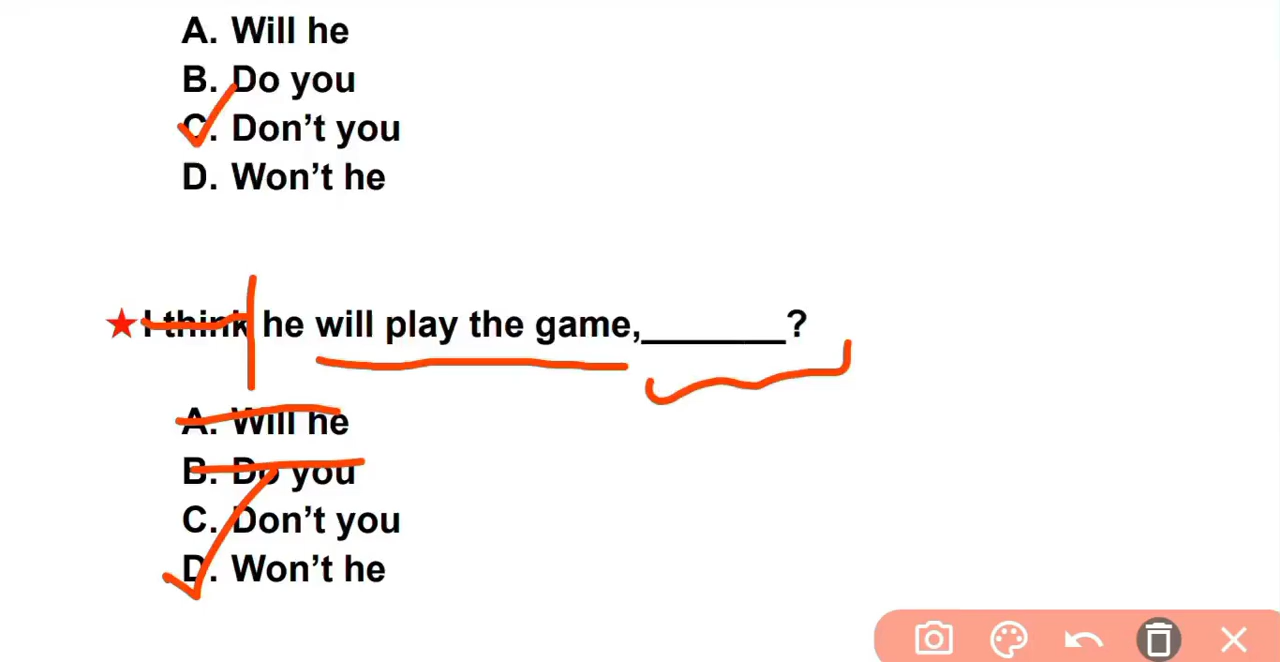 A. Will he
B. Do you
C. Don't you
D. Won't he
★I think he will play the game,_______?
A. Will he
B. Do you
C. Don't you
D. Won't he